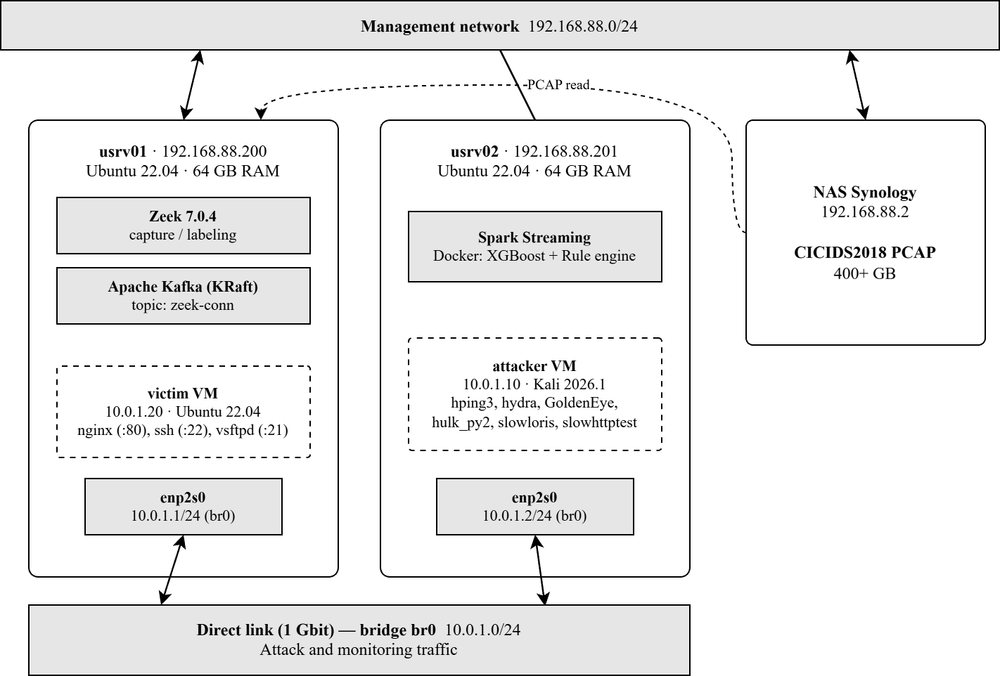 Management network 192.168.88.0/24
PCAP read
usrv01 · 192.168.88.200
Ubuntu 22.04 · 64 GB RAM
Zeek 7.0.4
capture / labeling
Apache Kafka (KRaft)
topic: zeek-conn
victim VM
10.0.1.20 · Ubuntu 22.04
nginx (:80), ssh (:22), vsftpd (:21)
enp2s0
10.0.1.1/24 (br0)
usrv02 · 192.168.88.201
Ubuntu 22.04 · 64 GB RAM
Spark Streaming
Docker: XGBoost + Rule engine
attacker VM
10.0.1.10 · Kali 2026.1
hping3, hydra, GoldenEye,
hulk_py2, slowloris, slowhttptest
enp2s0
10.0.1.2/24 (br0)
NAS Synology
192.168.88.2
CICIDS2018 PCAP
400+ GB
Direct link (1 Gbit) — bridge br0 10.0.1.0/24
Attack and monitoring traffic